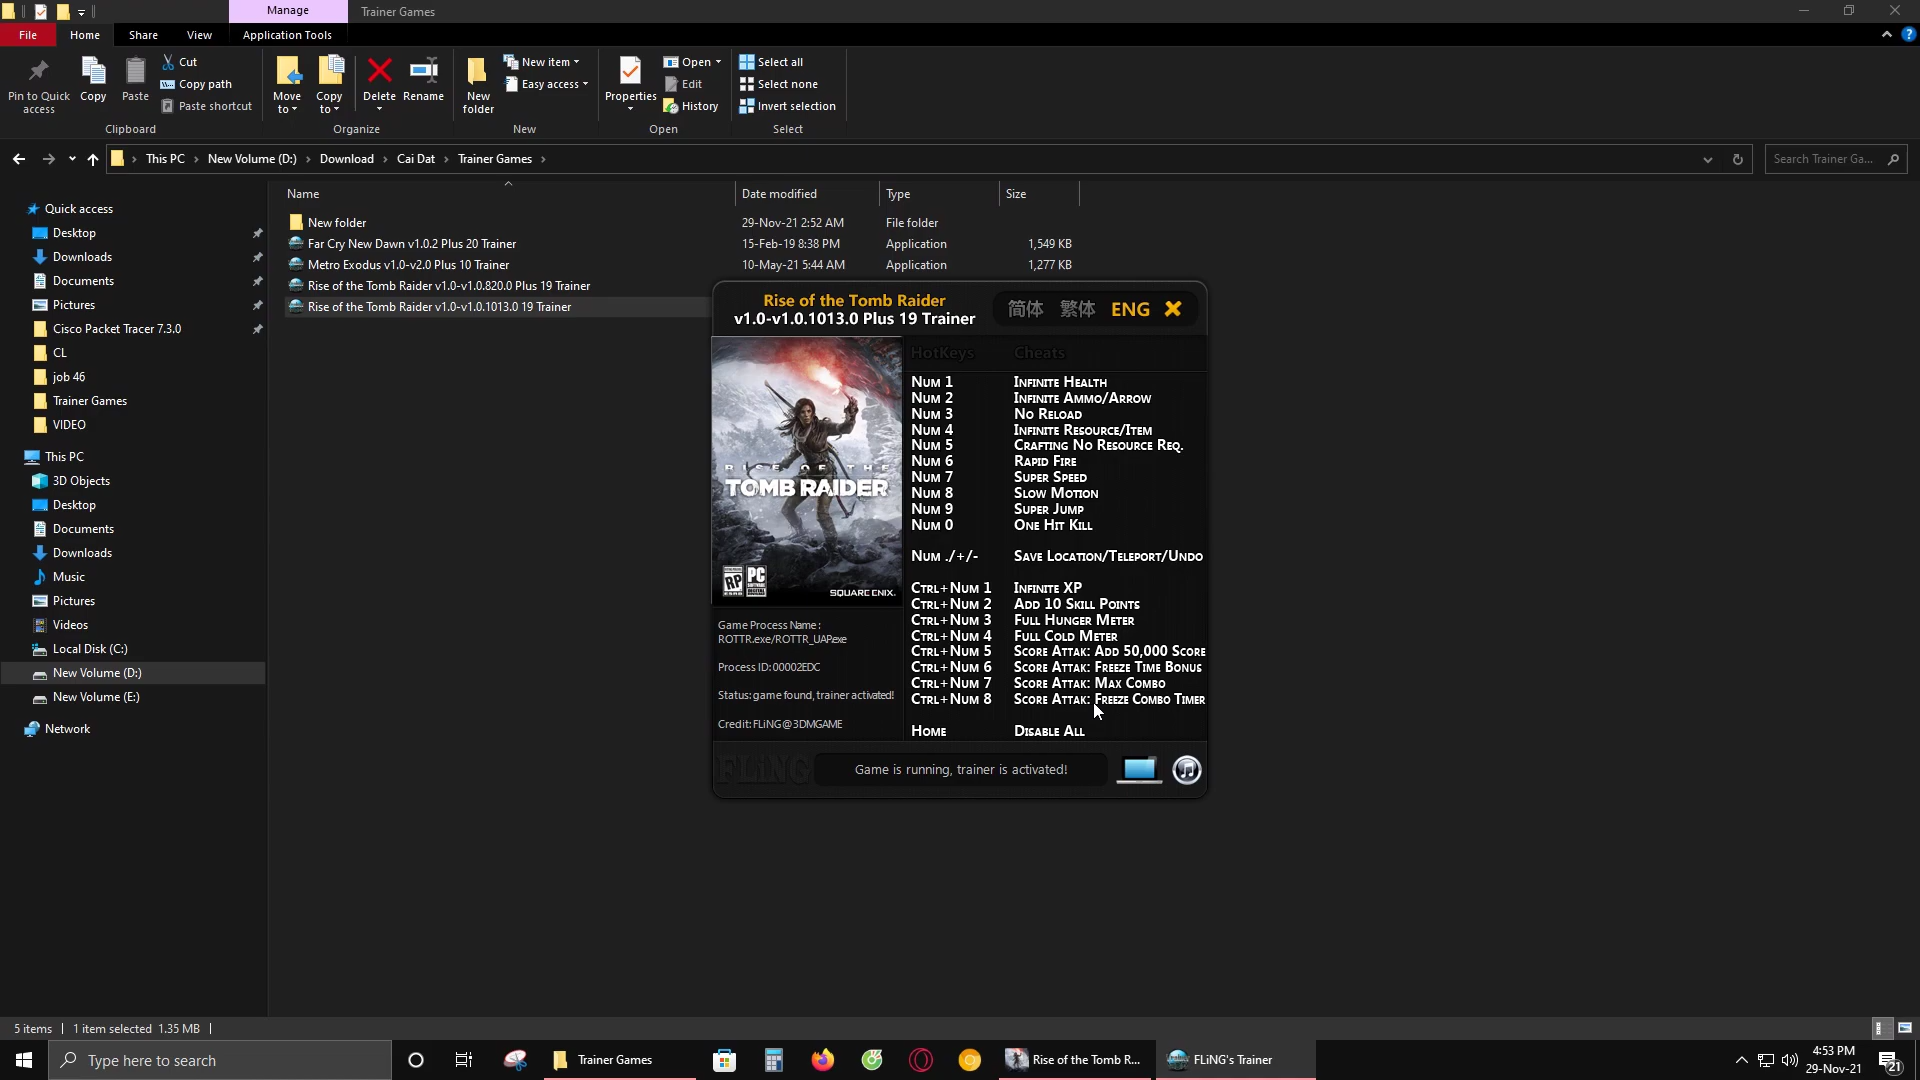 Manage
Trainer Games
File
Home
Share
View
Application Tools
Pin to Quick access
Copy
Paste
Cut
Copy path
Paste shortcut
Clipboard
Move to
Copy to
Delete
Rename
Organize
New folder
New item
Easy access
New
Properties
Open
Edit
History
Open
Select all
Select none
Invert selection
Select
This PC > New Volume (D:) > Download > Cai Dat > Trainer Games >
Search Trainer Ga...
Quick access
Desktop
Downloads
Documents
Pictures
Cisco Packet Tracer 7.3.0
CL
job 46
Trainer Games
VIDEO
This PC
3D Objects
Desktop
Documents
Downloads
Music
Pictures
Videos
Local Disk (C:)
New Volume (D:)
New Volume (E:)
Network
Name Date modified Type Size
New folder 29-Nov-21 2:52 AM File folder
Far Cry New Dawn v1.0.2 Plus 20 Trainer 15-Feb-19 8:38 PM Application 1,549 KB
Metro Exodus v1.0-v2.0 Plus 10 Trainer 10-May-21 5:44 AM Application 1,277 KB
Rise of the Tomb Raider v1.0-v1.0.820.0 Plus 19 Trainer
Rise of the Tomb Raider v1.0-v1.0.1013.0 19 Trainer
Rise of the Tomb Raider
v1.0-v1.0.1013.0 Plus 19 Trainer
简体 繁体 ENG
RISE OF THE
TOMB RAIDER
RP
PC
SQUARE ENIX.
Game Process Name :
ROTTR.exe/ROTTR_UAP.exe
Process ID: 00002EDC
Status: game found, trainer activated!
Credit: FLiNG@3DMGAME
HotKeys Cheats
Num 1 Infinite Health
Num 2 Infinite Ammo/Arrow
Num 3 No Reload
Num 4 Infinite Resource/Item
Num 5 Crafting No Resource Req.
Num 6 Rapid Fire
Num 7 Super Speed
Num 8 Slow Motion
Num 9 Super Jump
Num 0 One Hit Kill
Num ./+/- Save Location/Teleport/Undo
Ctrl+Num 1 Infinite XP
Ctrl+Num 2 Add 10 Skill Points
Ctrl+Num 3 Full Hunger Meter
Ctrl+Num 4 Full Cold Meter
Ctrl+Num 5 Score Attak: Add 50,000 Score
Ctrl+Num 6 Score Attak: Freeze Time Bonus
Ctrl+Num 7 Score Attak: Max Combo
Ctrl+Num 8 Score Attak: Freeze Combo Timer
Home Disable All
FLiNG
Game is running, trainer is activated!
5 items
1 item selected 1.35 MB
Type here to search
Trainer Games
Rise of the Tomb R...
FLiNG's Trainer
4:53 PM
29-Nov-21
21